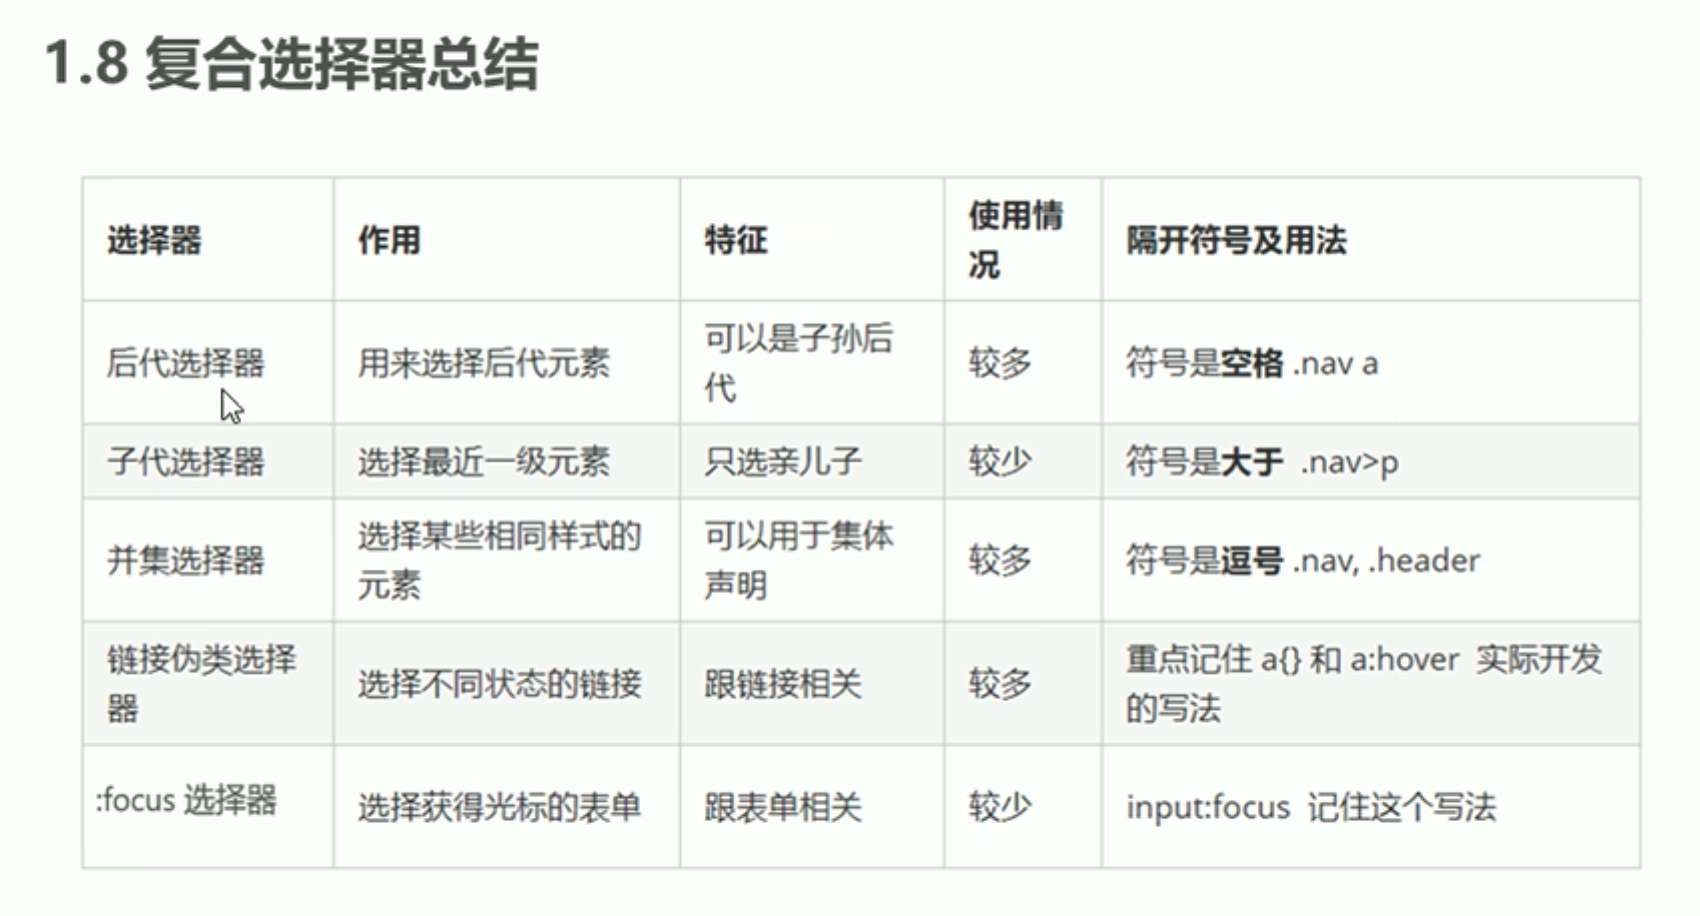 1.8 复合选择器总结
选择器 作用 特征 使用情况 隔开符号及用法
后代选择器 用来选择后代元素 可以是子孙后代 较多 符号是空格 .nav a
子代选择器 选择最近一级元素 只选亲儿子 较少 符号是大于 .nav>p
并集选择器 选择某些相同样式的元素 可以用于集体声明 较多 符号是逗号 .nav, .header
链接伪类选择器 选择不同状态的链接 跟链接相关 较多 重点记住 a{} 和 a:hover 实际开发的写法
:focus 选择器 选择获得光标的表单 跟表单相关 较少 input:focus 记住这个写法